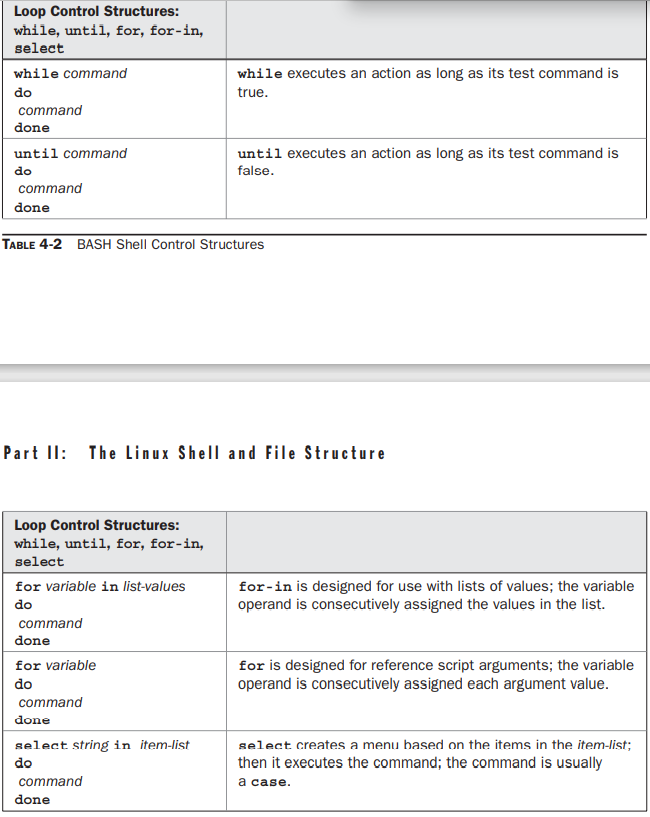 Loop Control Structures:
while, until, for, for-in,
select
while command
do
command
done
while executes an action as long as its test command is
true.
until command
do
command
done
until executes an action as long as its test command is
false.
TABLE 4-2 BASH Shell Control Structures
Part II: The Linux Shell and File Structure
Loop Control Structures:
while, until, for, for-in,
select
for variable in list-values
do
command
done
for-in is designed for use with lists of values; the variable
operand is consecutively assigned the values in the list.
for variable
do
command
done
for is designed for reference script arguments; the variable
operand is consecutively assigned each argument value.
select string in item-list
do
command
done
select creates a menu based on the items in the item-list;
then it executes the command; the command is usually
a case.